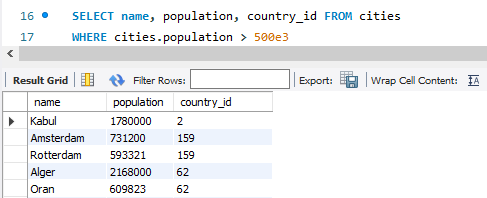 16 SELECT name, population, country_id FROM cities
17 WHERE cities.population > 500e3
Result Grid Filter Rows: Export: Wrap Cell Content: IA
name population country_id
Kabul 1780000 2
Amsterdam 731200 159
Rotterdam 593321 159
Alger 2168000 62
Oran 609823 62